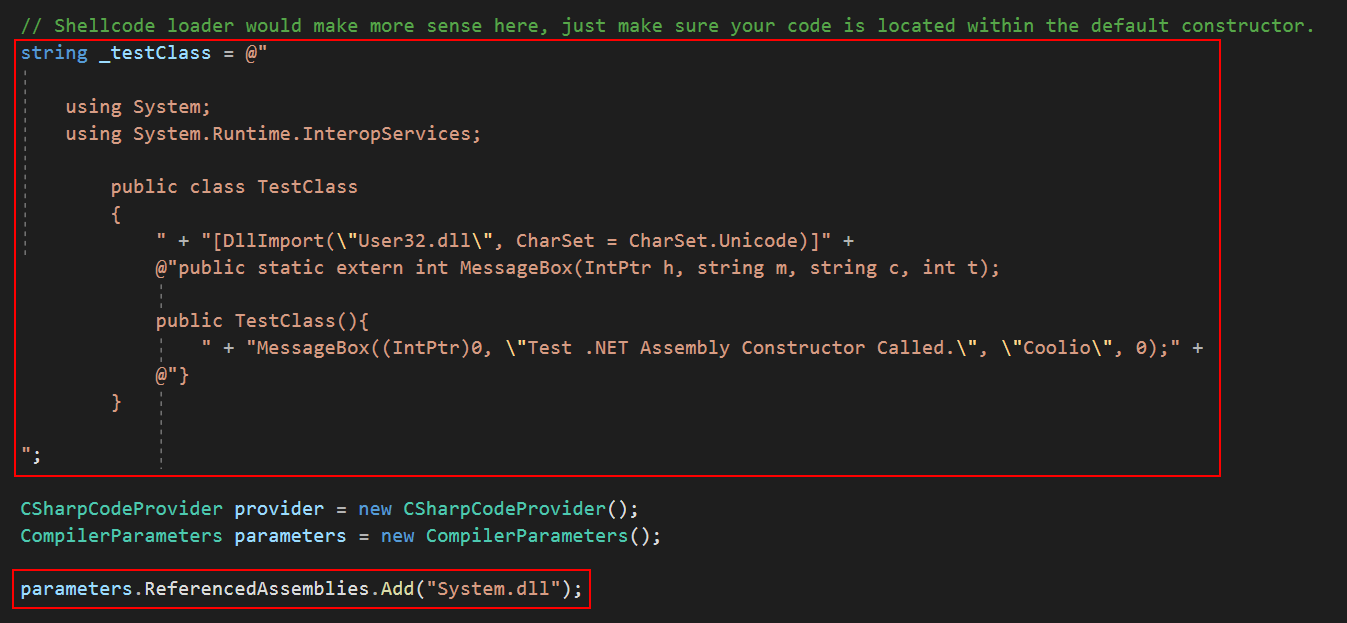 // Shellcode loader would make more sense here, just make sure your code is located within the default constructor.
string _testClass = @"
using System;
using System.Runtime.InteropServices;
public class TestClass
{
" + "[DllImport(\"User32.dll\", CharSet = CharSet.Unicode)]" +
@"public static extern int MessageBox(IntPtr h, string m, string c, int t);
public TestClass(){
" + "MessageBox((IntPtr)0, \"Test .NET Assembly Constructor Called.\", \"Coolio\", 0);" +
@"}
}
";
CSharpCodeProvider provider = new CSharpCodeProvider();
CompilerParameters parameters = new CompilerParameters();
parameters.ReferencedAssemblies.Add("System.dll");